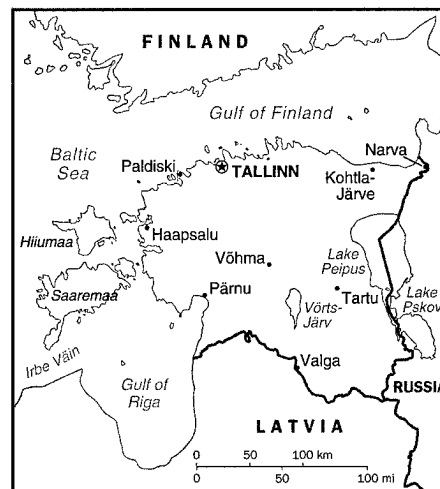 FINLAND
Gulf of Finland
Baltic
Sea
Narva
Paldiski
TALLINN
Kohtla-
Järve
Hiiumaa
Haapsalu
Võhma
Lake
Peipus
Saaremaa
Pärnu
Tartu
Lake
Pskov
Võrts-
Järv
Irbe Väin
Valga
Gulf of
Riga
RUSSIA
LATVIA
0 50 100 km
0 50 100 mi